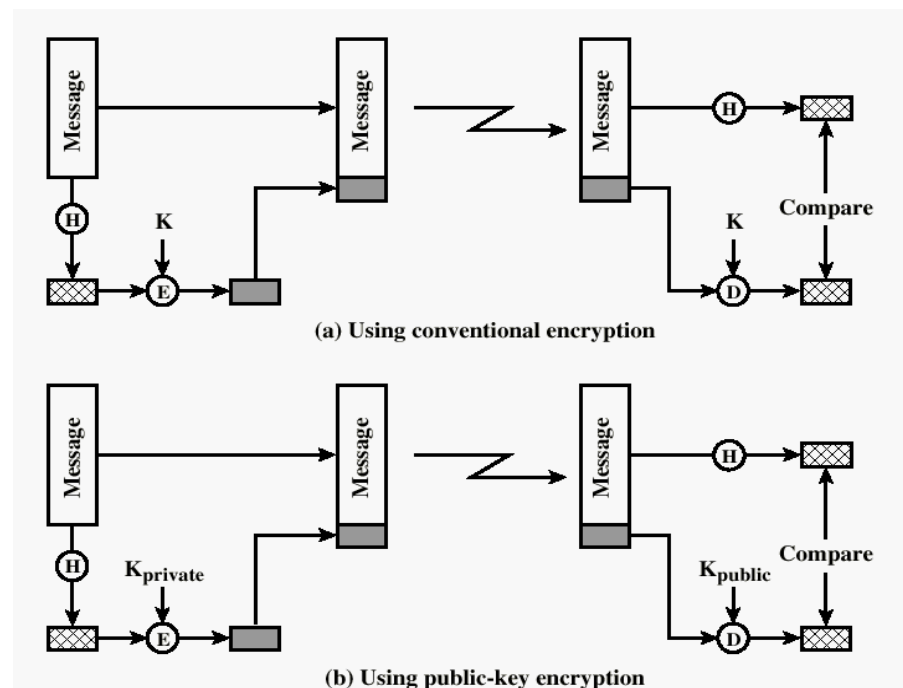 Message
Message
Message
H
Compare
H
K
K
E
D
(a) Using conventional encryption
Message
Message
Message
H
Compare
H
Kprivate
Kpublic
E
D
(b) Using public-key encryption